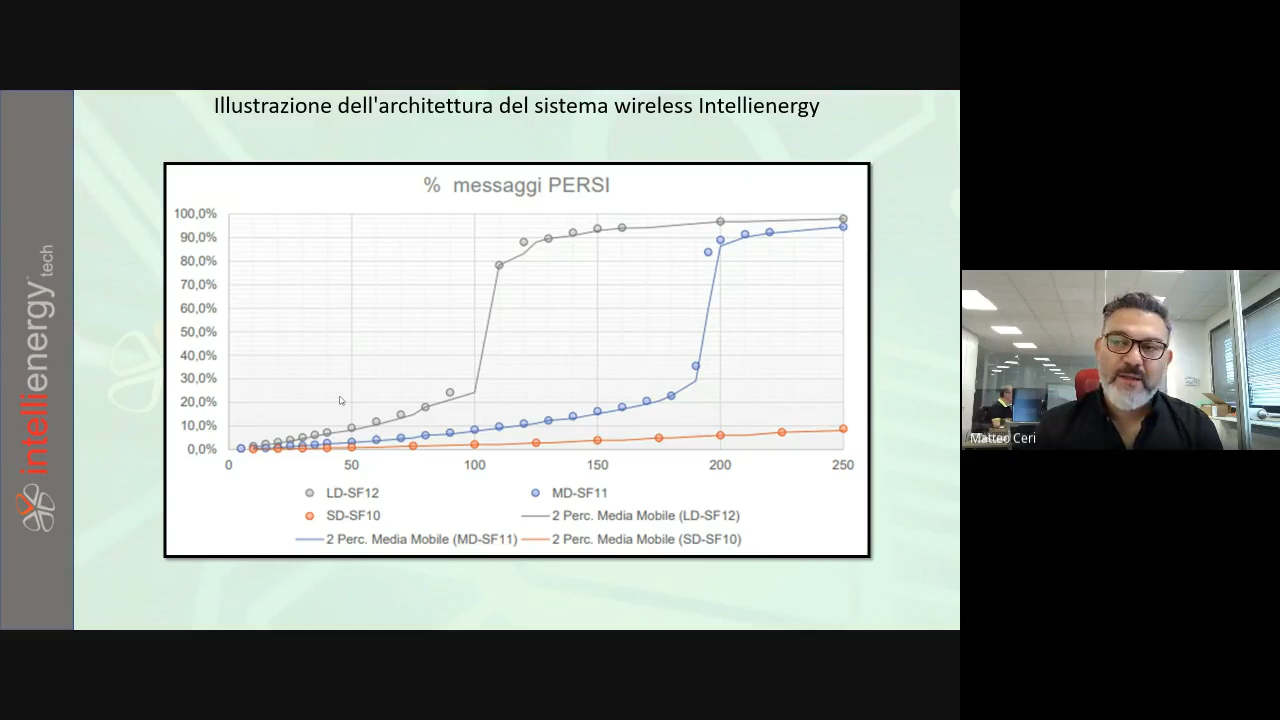 Illustrazione dell'architettura del sistema wireless Intellienergy
% messaggi PERSI
100,0%
90,0%
80,0%
70,0%
60,0%
50,0%
40,0%
30,0%
20,0%
10,0%
0,0%
0 50 100 150 200 250
LD-SF12 MD-SF11
SD-SF10 2 Perc. Media Mobile (LD-SF12)
2 Perc. Media Mobile (MD-SF11) 2 Perc. Media Mobile (SD-SF10)
intellienergy tech
Matteo Ceri